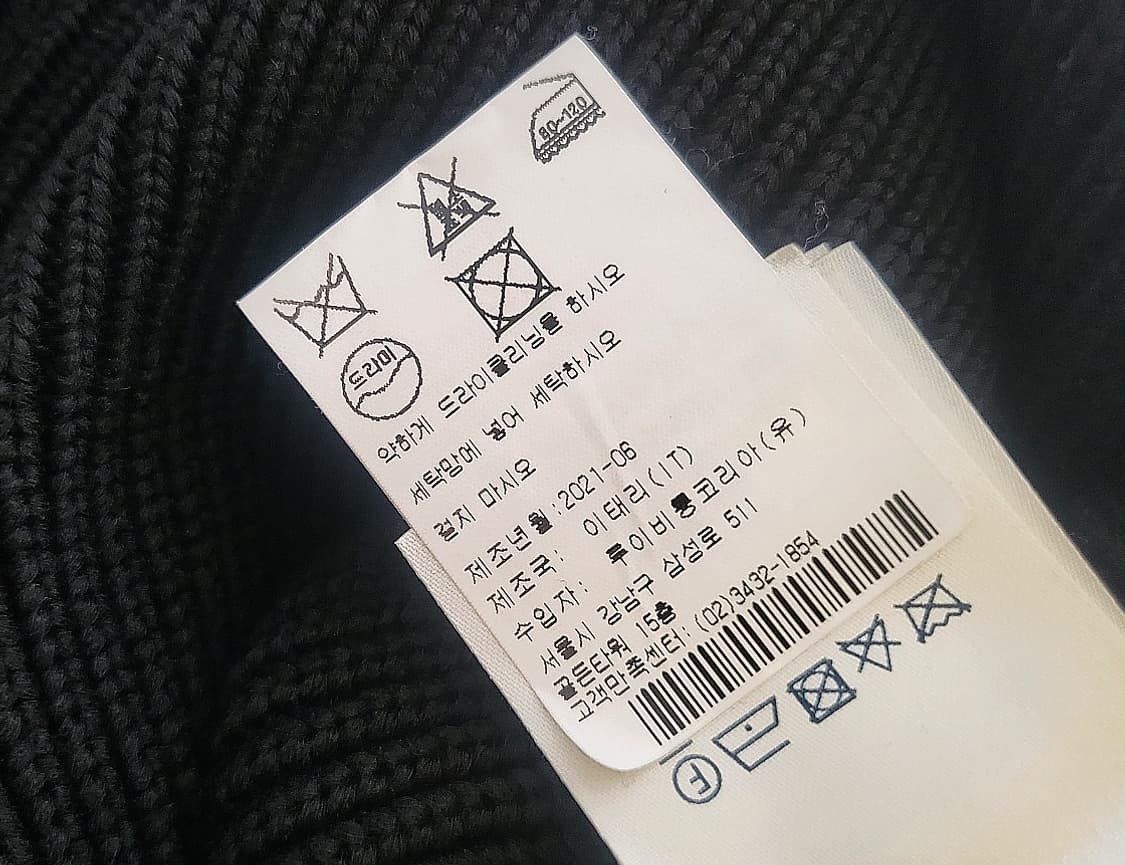 80~120
드라이
약하게 드라이클리닝을 하시오
세탁망에 넣어 세탁하시오
걸지 마시오
제조년월:2021-06
제조국: 이태리(IT)
수입자: 루이비통코리아(유)
서울시 강남구 삼성로 511
골든타워 15층
고객만족센터: (02)3432-1854
F